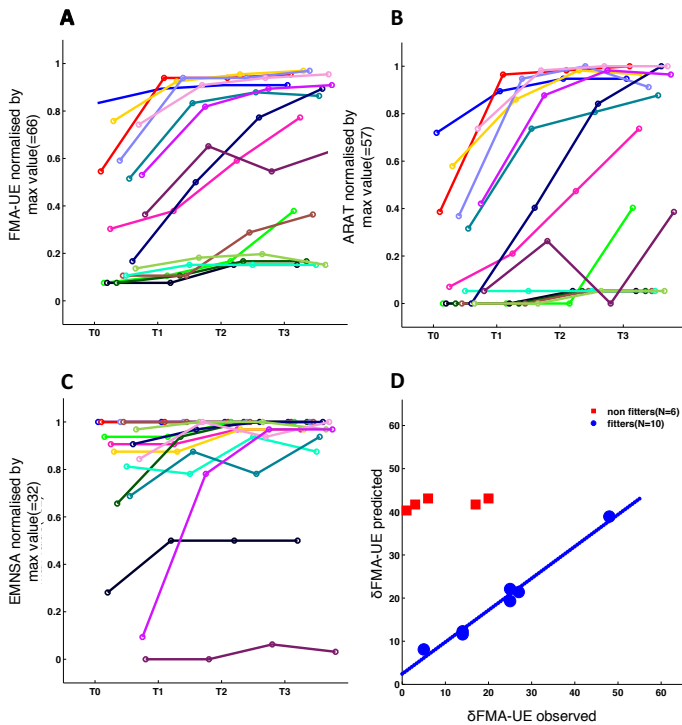 A
FMA-UE normalised by
max value(=66)
1
0.8
0.6
0.4
0.2
0
T0
T1
T2
T3
B
ARAT normalised by
max value(=57)
1
0.8
0.6
0.4
0.2
0
T0
T1
T2
T3
C
EMNSA normalised by
max value(=32)
1
0.8
0.6
0.4
0.2
0
T0
T1
T2
T3
D
non fitters(N=6)
fitters(N=10)
δFMA-UE predicted
60
50
40
30
20
10
0
0
10
20
30
40
50
60
δFMA-UE observed